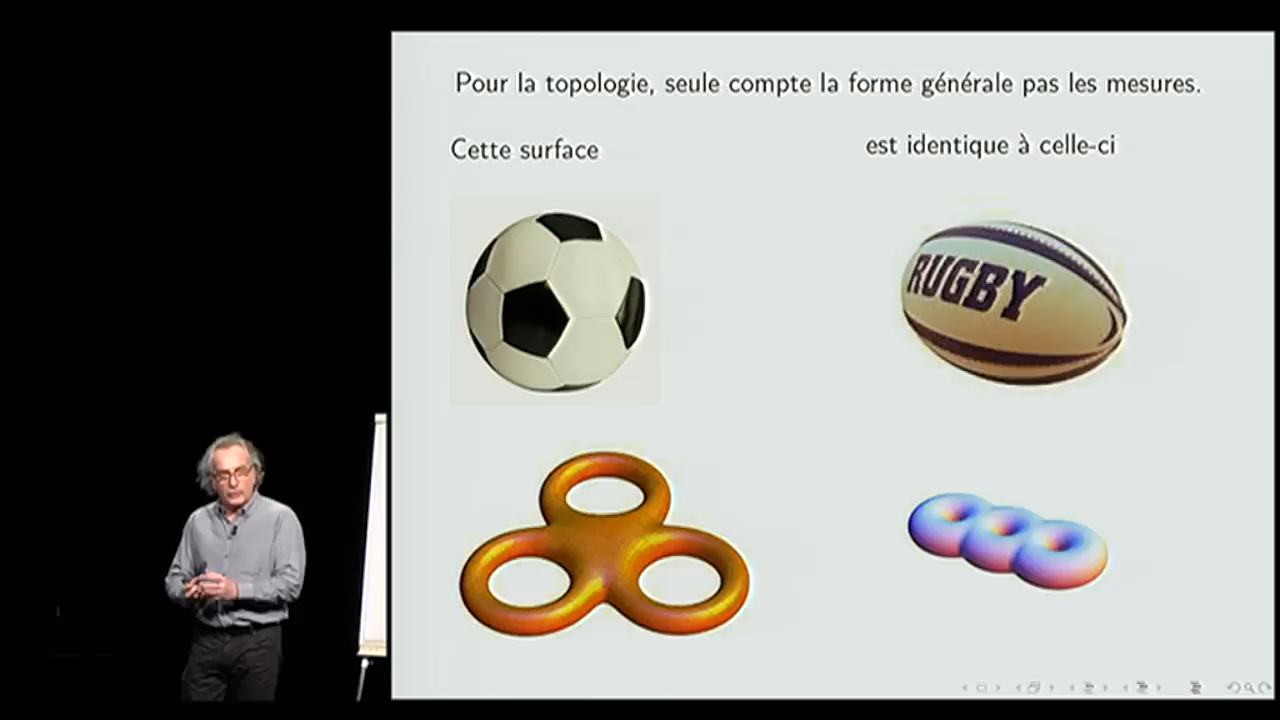 Pour la topologie, seule compte la forme générale pas les mesures.
Cette surface
est identique à celle-ci
RUGBY